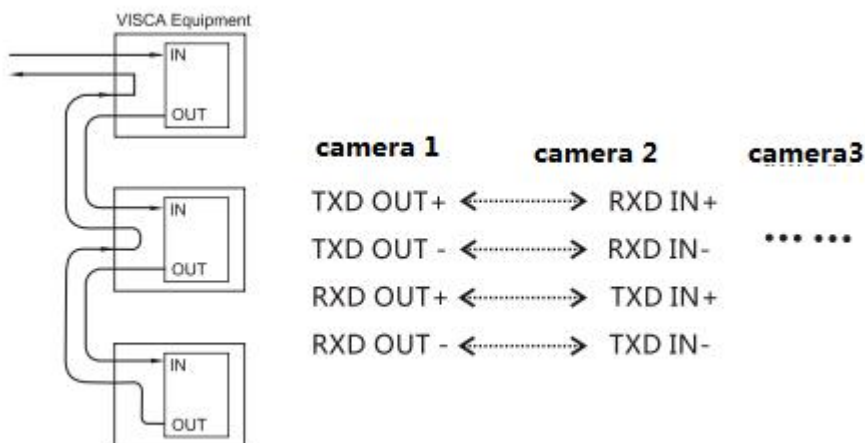 VISCA Equipment
IN
OUT
IN
OUT
IN
OUT
camera 1 camera 2 camera3
TXD OUT+ RXD IN+
TXD OUT - RXD IN-
RXD OUT+ TXD IN+
RXD OUT - TXD IN-
••• •••